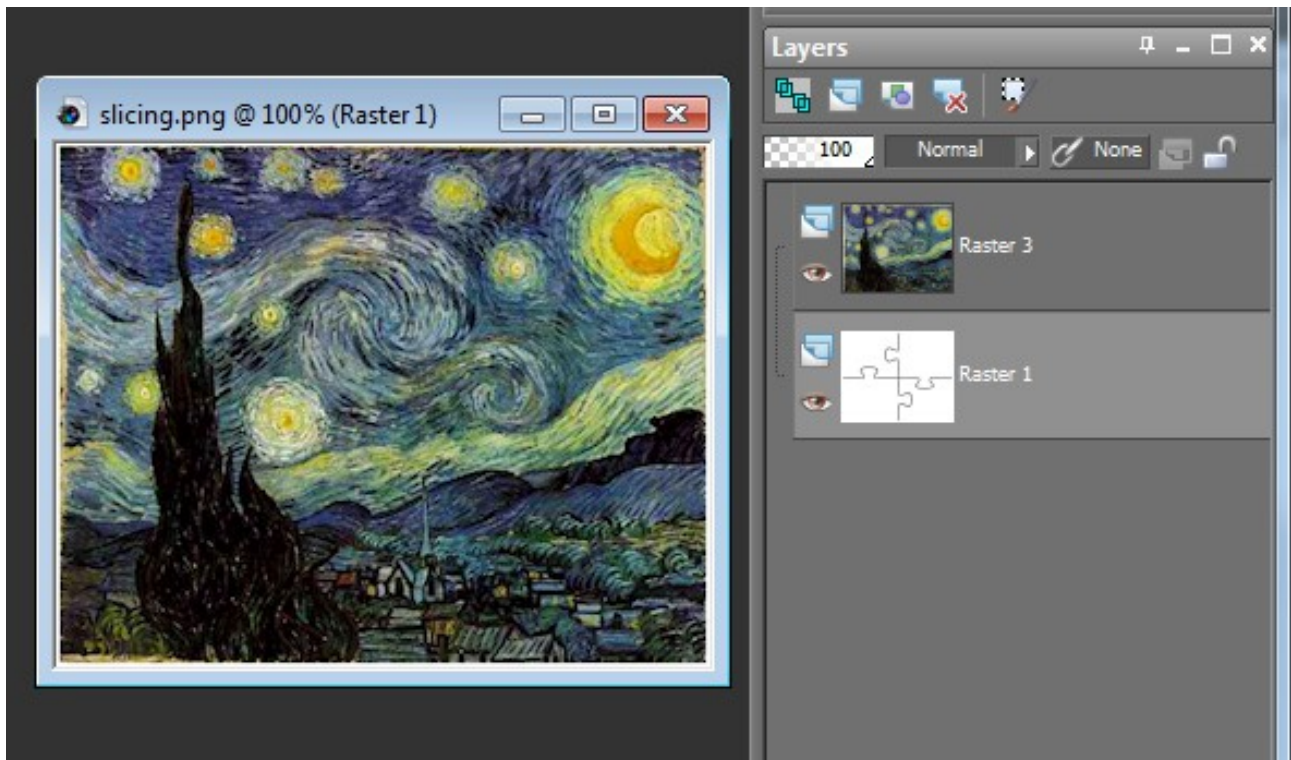 Layers
slicing.png @ 100% (Raster 1)
100 Normal None
Raster 3
Raster 1